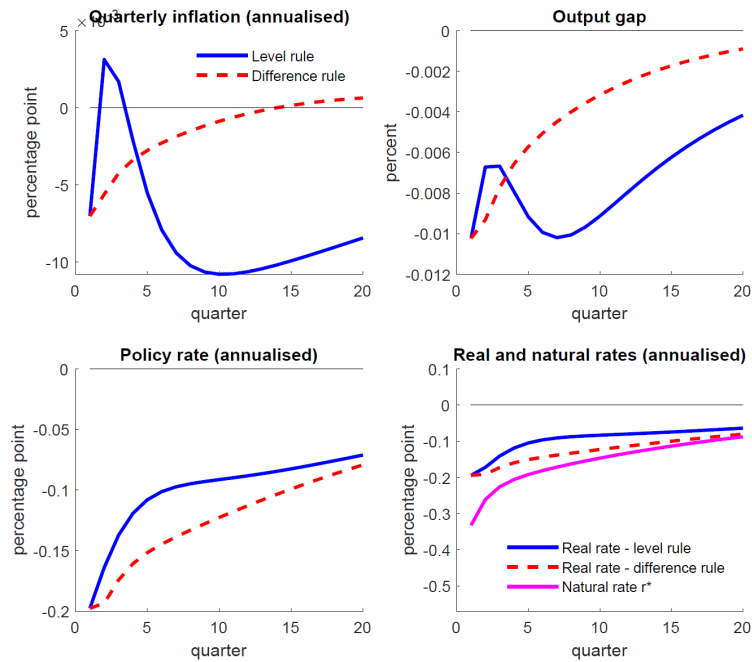 Quarterly inflation (annualised)
×10⁻³
5
0
-5
-10
percentage point
Level rule
Difference rule
0
5
10
15
20
quarter
Output gap
0
-0.002
-0.004
-0.006
-0.008
-0.01
-0.012
percent
0
5
10
15
20
quarter
Policy rate (annualised)
0
-0.05
-0.1
-0.15
-0.2
percentage point
0
5
10
15
20
quarter
Real and natural rates (annualised)
0.1
0
-0.1
-0.2
-0.3
-0.4
-0.5
percentage point
Real rate - level rule
Real rate - difference rule
Natural rate r*
0
5
10
15
20
quarter